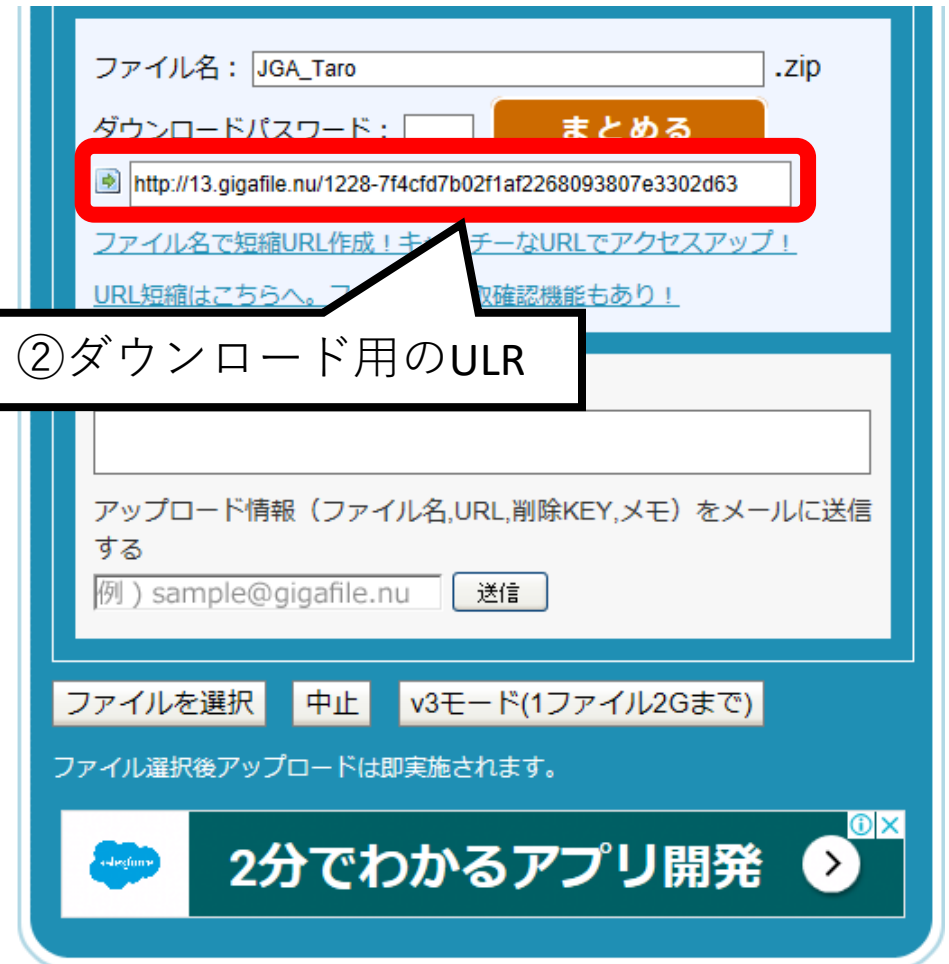 ファイル名： JGA_Taro .zip
ダウンロードパスワード： まとめる
http://13.gigafile.nu/1228-7f4cfd7b02f1af2268093807e3302d63
ファイル名で短縮URL作成！キ チーなURLでアクセスアップ！
URL短縮はこちらへ。 確認機能もあり！
②ダウンロード用のULR
アップロード情報（ファイル名,URL,削除KEY,メモ）をメールに送信
する
例 ) sample@gigafile.nu 送信
ファイルを選択 中止 v3モード(1ファイル2Gまで)
ファイル選択後アップロードは即実施されます。
salesforce 2分でわかるアプリ開発